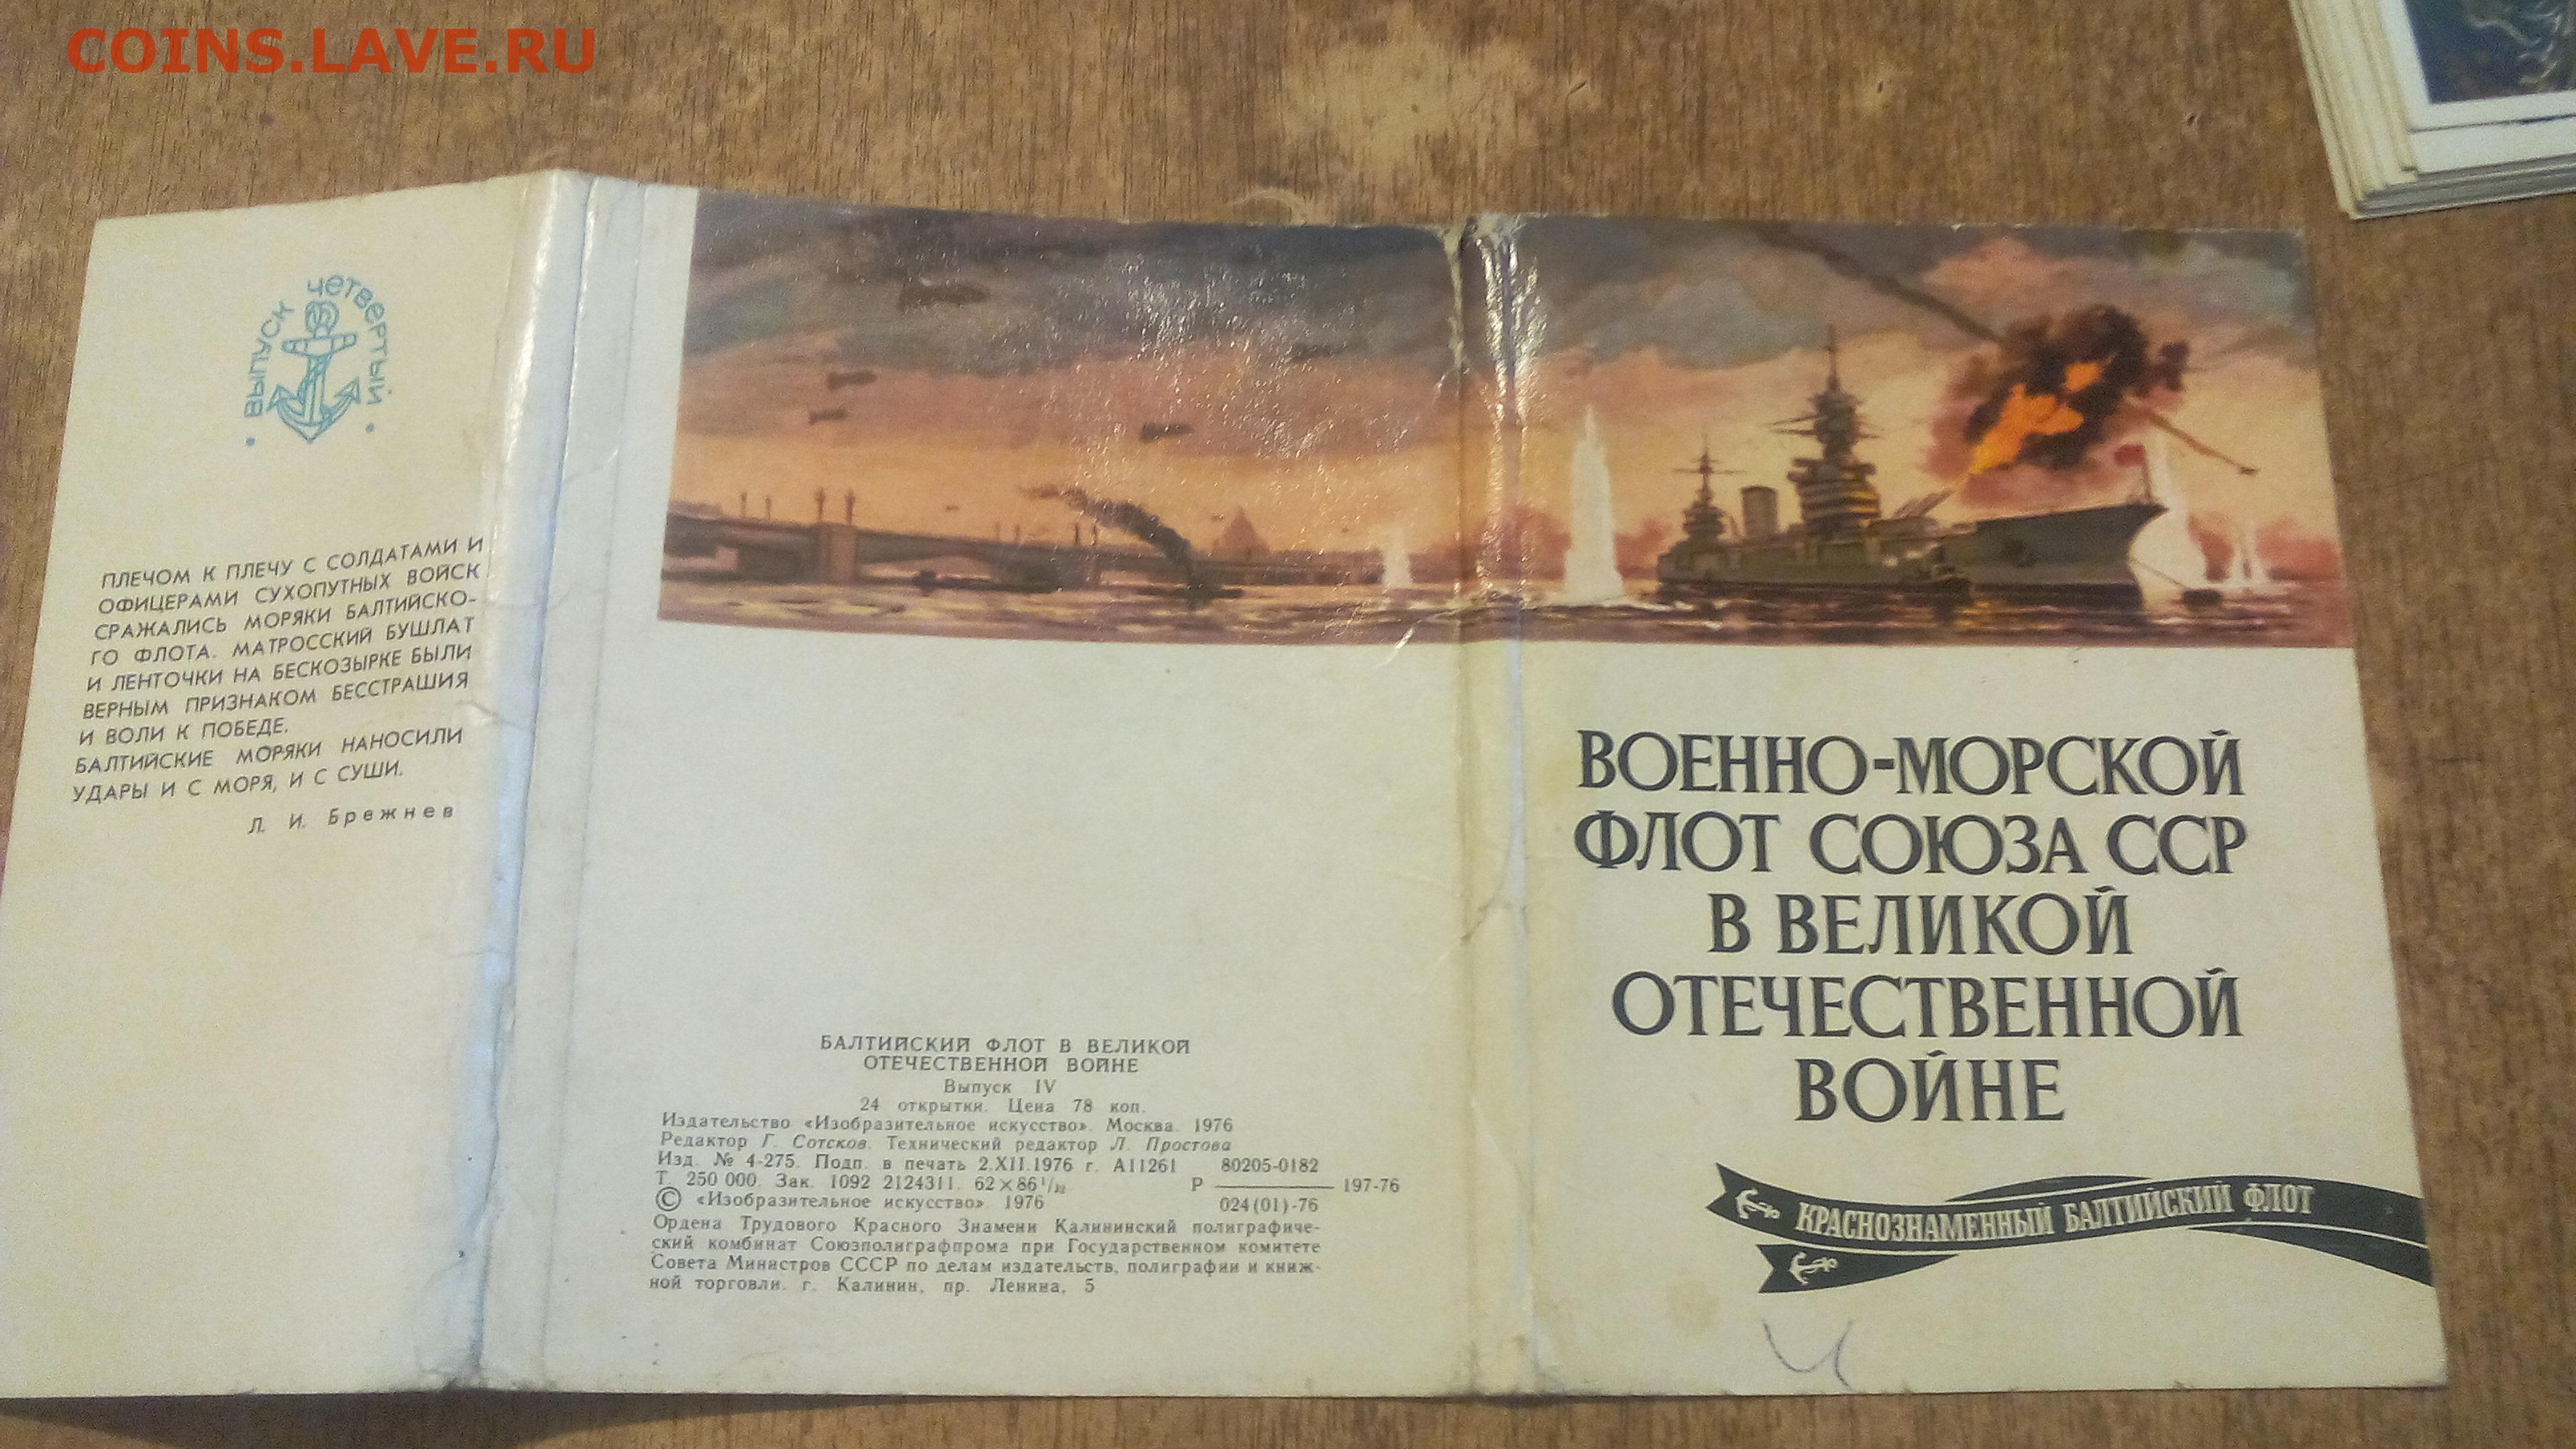 COINS.LAVE.RU
ВЫПУСК ЧЕТВЕРТЫЙ
ПЛЕЧОМ К ПЛЕЧУ С СОЛДАТАМИ И
ОФИЦЕРАМИ СУХОПУТНЫХ ВОЙСК
СРАЖАЛИСЬ МОРЯКИ БАЛТИЙСКО-
ГО ФЛОТА. МАТРОССКИЙ БУШЛАТ
И ЛЕНТОЧКИ НА БЕСКОЗЫРКЕ БЫЛИ
ВЕРНЫМ ПРИЗНАКОМ БЕССТРАШИЯ
И ВОЛИ К ПОБЕДЕ.
БАЛТИЙСКИЕ МОРЯКИ НАНОСИЛИ
УДАРЫ И С МОРЯ, И С СУШИ.
Л. И. Брежнев
БАЛТИЙСКИЙ ФЛОТ В ВЕЛИКОЙ
ОТЕЧЕСТВЕННОЙ ВОЙНЕ
Выпуск IV
24 открытки. Цена 78 коп.
Издательство «Изобразительное искусство». Москва. 1976
Редактор Г. Сотсков. Технический редактор Л. Простова
Изд. № 4-275. Подп. в печать 2.XII.1976 г. А11261
Т. 250 000. Зак. 1092 2124311. 62×86 1/32
80205-0182
Р ——— 197-76
024(01)-76
© «Изобразительное искусство» 1976
Ордена Трудового Красного Знамени Калининский полиграфиче-
ский комбинат Союзполиграфпрома при Государственном комитете
Совета Министров СССР по делам издательств, полиграфии и книж-
ной торговли. г. Калинин, пр. Ленина, 5
ВОЕННО-МОРСКОЙ
ФЛОТ СОЮЗА ССР
В ВЕЛИКОЙ
ОТЕЧЕСТВЕННОЙ
ВОЙНЕ
КРАСНОЗНАМЕННЫЙ БАЛТИЙСКИЙ ФЛОТ